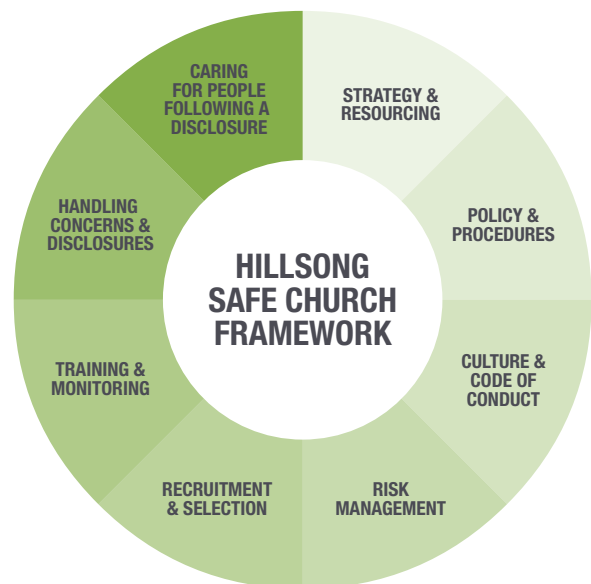 HILLSONG
SAFE CHURCH
FRAMEWORK
STRATEGY &
RESOURCING
POLICY &
PROCEDURES
CULTURE &
CODE OF
CONDUCT
RISK
MANAGEMENT
RECRUITMENT
& SELECTION
TRAINING &
MONITORING
HANDLING
CONCERNS &
DISCLOSURES
CARING
FOR PEOPLE
FOLLOWING A
DISCLOSURE